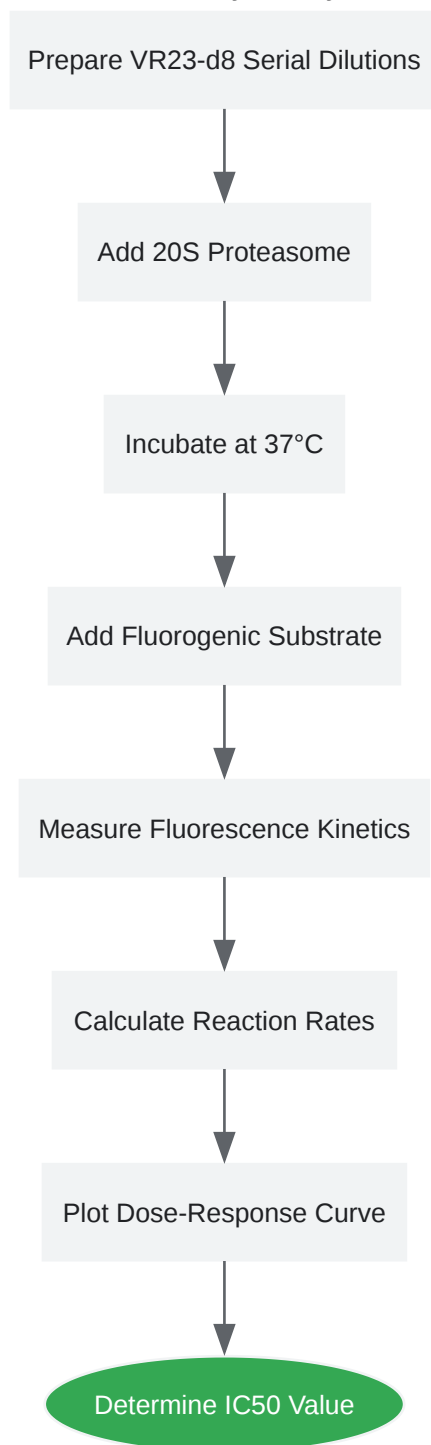 Prepare VR23-d8 Serial Dilutions
Add 20S Proteasome
Incubate at 37°C
Add Fluorogenic Substrate
Measure Fluorescence Kinetics
Calculate Reaction Rates
Plot Dose-Response Curve
Determine IC50 Value